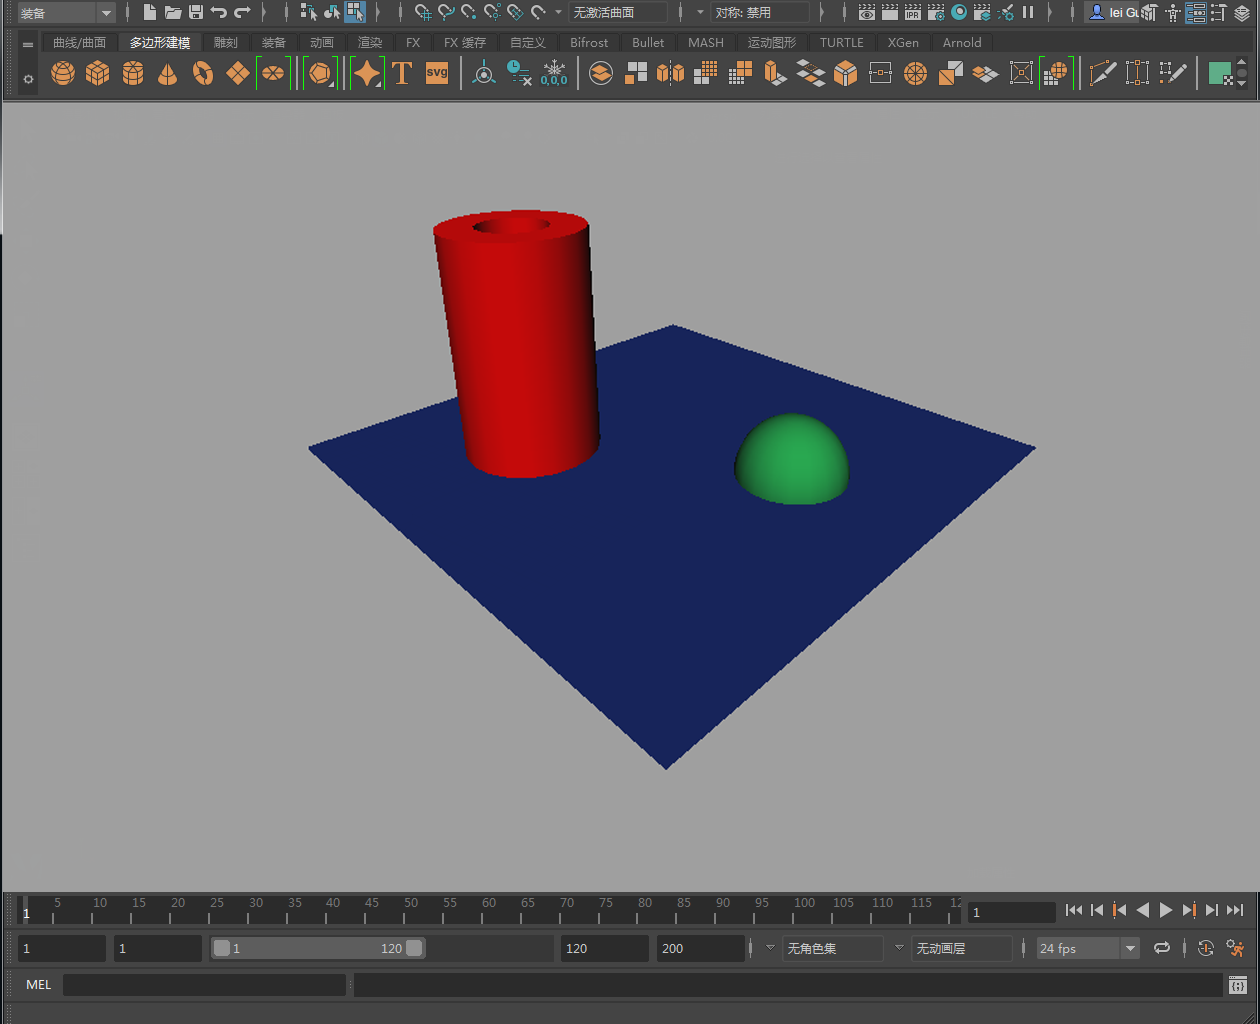 装备 无激活曲面 对称: 禁用 IPR lei Gu
曲线/曲面 多边形建模 雕刻 装备 动画 渲染 FX FX 缓存 自定义 Bifrost Bullet MASH 运动图形 TURTLE XGen Arnold
T svg 0,0,0
5 10 15 20 25 30 35 40 45 50 55 60 65 70 75 80 85 90 95 100 105 110 115 12
1 1
1 1 1 120 120 200 无角色集 无动画层 24 fps
MEL